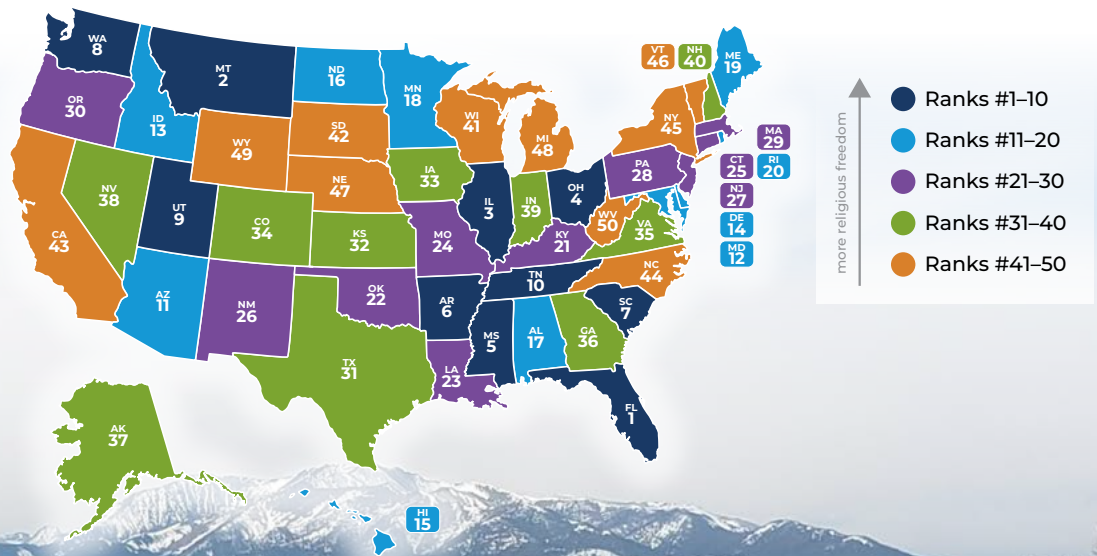 WA
8
MT
2
ND
16
MN
18
VT
46
NH
40
ME
19
OR
30
ID
13
SD
42
WI
41
MI
48
NY
45
MA
29
WY
49
CT
25
RI
20
PA
28
NJ
27
NE
47
IA
33
NV
38
UT
9
CO
34
KS
32
MO
24
IL
3
IN
39
OH
4
WV
50
VA
35
KY
21
DE
14
MD
12
CA
43
AZ
11
NM
26
OK
22
AR
6
TN
10
NC
44
SC
7
MS
5
AL
17
GA
36
TX
31
LA
23
FL
1
AK
37
HI
15
more religious freedom
Ranks #1–10
Ranks #11–20
Ranks #21–30
Ranks #31–40
Ranks #41–50